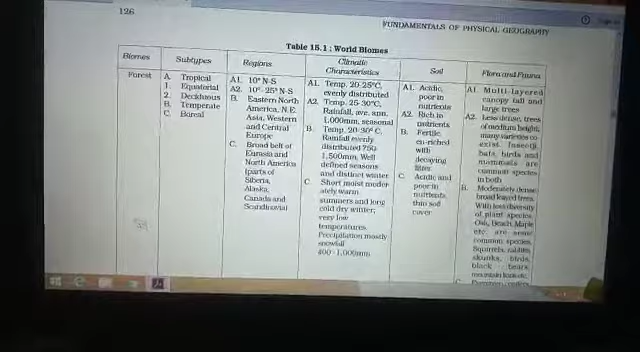 126
FUNDAMENTALS OF PHYSICAL GEOGRAPHY
Table 15.1 : World Biomes
Biomes
Subtypes
Regions
Climatic
Characteristics
Soil
Flora and Fauna
Forest
A. Tropical
1. Equatorial
2. Deciduous
B. Temperate
C. Boreal
A1. 10° N-S
A2. 10° - 25° N-S
B. Eastern North
America, N.E.
Asia, Western
and Central
Europe
C. Broad belt of
Eurasia and
North America
(parts of
Siberia,
Alaska,
Canada and
Scandinavia)
A1. Temp. 20-25°C,
evenly distributed
A2. Temp. 25-30°C,
Rainfall, ave. ann.
1,000mm, seasonal
B. Temp. 20-30° C,
Rainfall evenly
distributed 750-
1,500mm, Well
defined seasons
and distinct winter.
C. Short moist moder
ately warm
summers and long
cold dry winter;
very low
temperatures.
Precipitation mostly
snowfall
400 - 1,000mm
A1. Acidic,
poor in
nutrients
A2. Rich in
nutrients
B. Fertile,
en-riched
with
decaying
litter
C. Acidic and
poor in
nutrients,
thin soil
cover
A1. Multi-layered
canopy tall and
large trees
A2. Less dense, trees
of medium height;
many varieties co-
exist. Insects,
bats, birds and
mammals are
common species
in both
B. Moderately dense
broad leaved trees.
With less diversity
of plant species.
Oak, Beach, Maple
etc. are some
common species.
Squirrels, rabbits,
skunks, birds,
black bears,
mountain lions etc.
C. Evergreen conifers